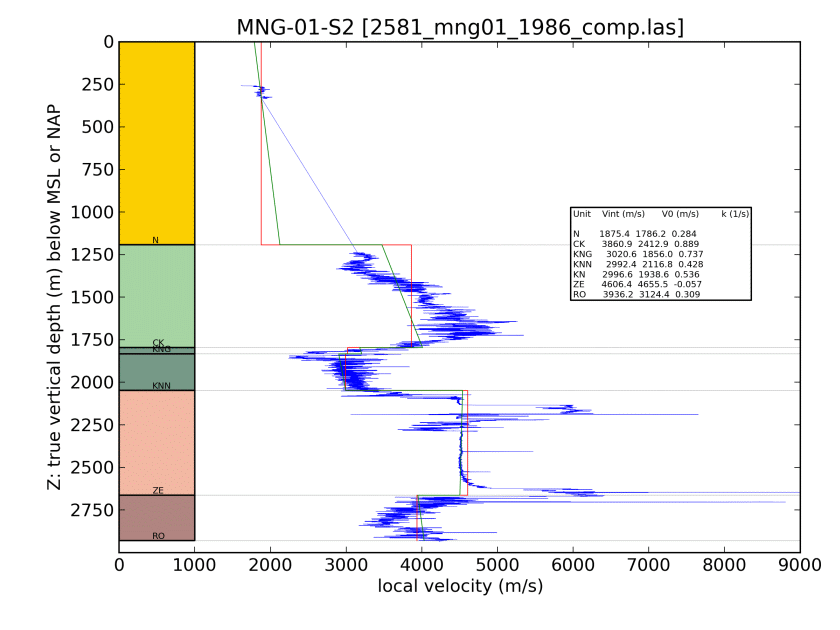 MNG-01-S2 [2581_mng01_1986_comp.las]
0
250
500
750
1000
1250
1500
1750
2000
2250
2500
2750
Z: true vertical depth (m) below MSL or NAP
N
CK
KNG
KNN
ZE
RO
Unit Vint (m/s) V0 (m/s) k (1/s)
N 1875.4 1786.2 0.284
CK 3860.9 2412.9 0.889
KNG 3020.6 1856.0 0.737
KNN 2992.4 2116.8 0.428
KN 2996.6 1938.6 0.536
ZE 4606.4 4655.5 -0.057
RO 3936.2 3124.4 0.309
0 1000 2000 3000 4000 5000 6000 7000 8000 9000
local velocity (m/s)